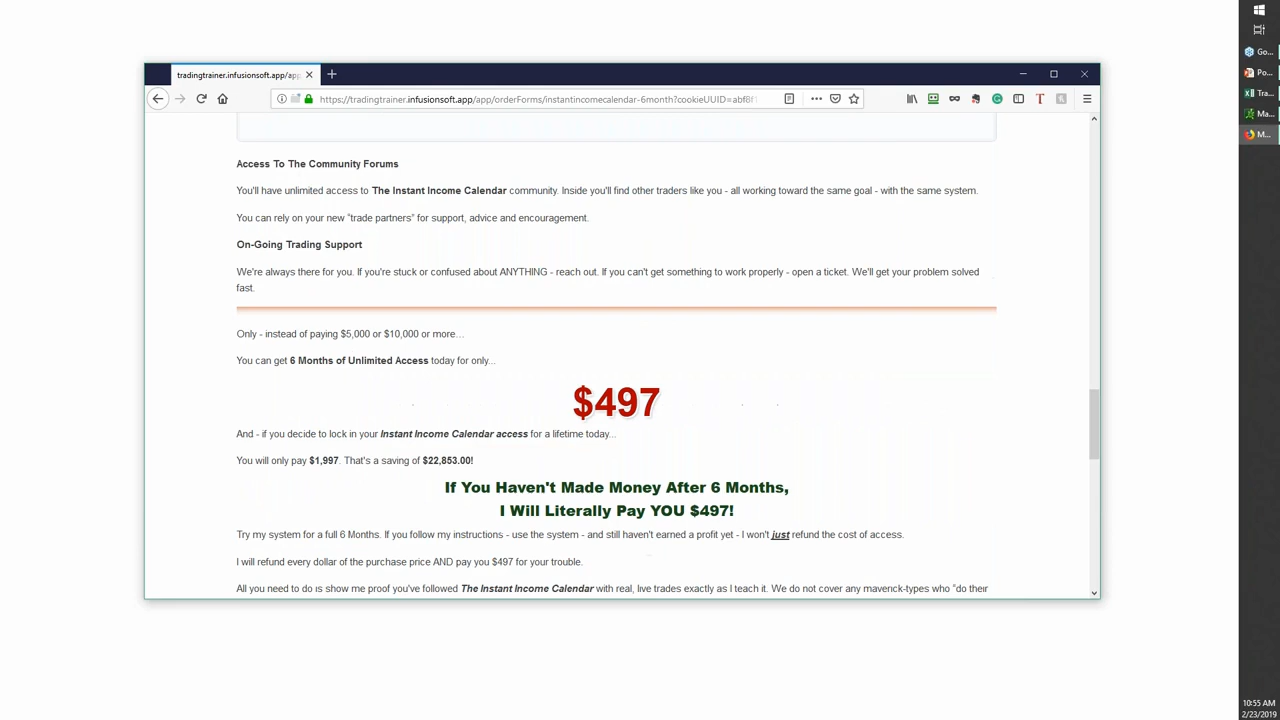 tradingtrainer.infusionsoft.app/app
https://tradingtrainer.infusionsoft.app/app/orderForms/instantincomecalendar-6month?cookieUUID=abf8f
Access To The Community Forums
You'll have unlimited access to The Instant Income Calendar community. Inside you'll find other traders like you - all working toward the same goal - with the same system.
You can rely on your new "trade partners" for support, advice and encouragement.
On-Going Trading Support
We're always there for you. If you're stuck or confused about ANYTHING - reach out. If you can't get something to work properly - open a ticket. We'll get your problem solved
fast.
Only - instead of paying $5,000 or $10,000 or more...
You can get 6 Months of Unlimited Access today for only...
$497
And - if you decide to lock in your Instant Income Calendar access for a lifetime today...
You will only pay $1,997. That's a saving of $22,853.00!
If You Haven't Made Money After 6 Months,
I Will Literally Pay YOU $497!
Try my system for a full 6 Months. If you follow my instructions - use the system - and still haven't earned a profit yet - I won't just refund the cost of access.
I will refund every dollar of the purchase price AND pay you $497 for your trouble.
All you need to do is show me proof you've followed The Instant Income Calendar with real, live trades exactly as I teach it. We do not cover any maverick-types who "do their
Go...
Po...
Tra...
Ma...
M...
10:55 AM
2/23/2019